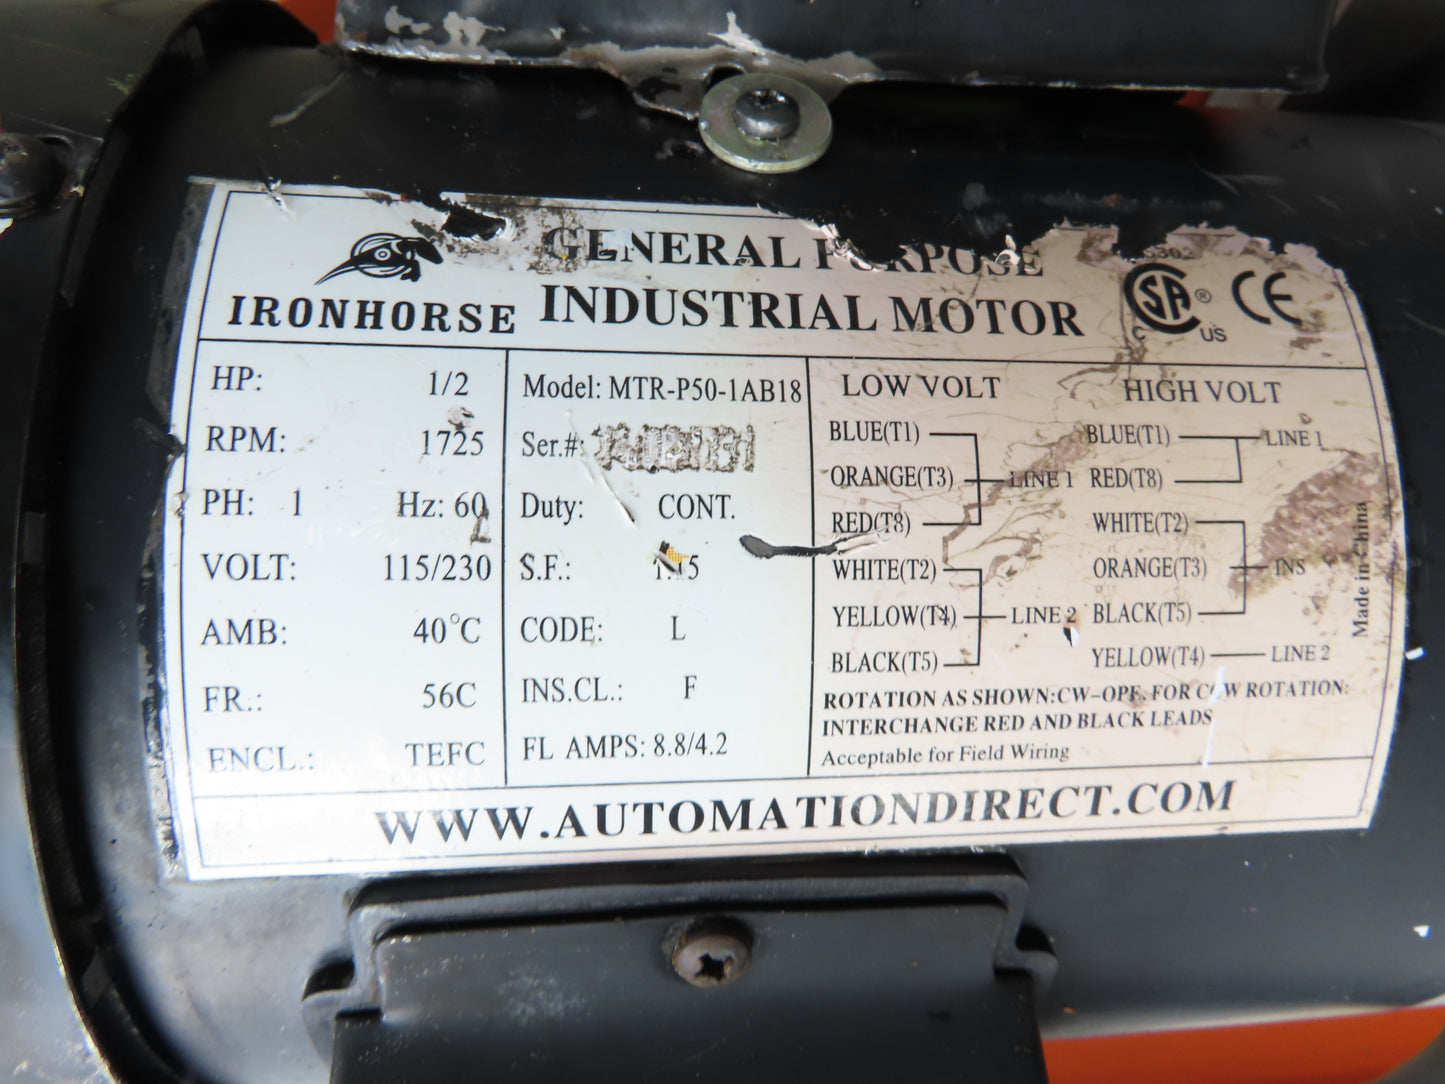 GENERAL PURPOSE
IRONHORSE INDUSTRIAL MOTOR
C SA ® US CE
HP: 1/2
RPM: 1725
PH: 1 Hz: 60
VOLT: 115/230
AMB: 40°C
FR.: 56C
ENCL.: TEFC
Model: MTR-P50-1AB18
Ser.#:
Duty: CONT.
S.F.:
CODE: L
INS.CL.: F
FL AMPS: 8.8/4.2
LOW VOLT
BLUE(T1)
ORANGE(T3) LINE 1
RED(T8)
WHITE(T2)
YELLOW(T4) LINE 2
BLACK(T5)
HIGH VOLT
BLUE(T1) LINE 1
RED(T8)
WHITE(T2)
ORANGE(T3) INS
BLACK(T5)
YELLOW(T4) LINE 2
ROTATION AS SHOWN:CW-OPE. FOR CCW ROTATION:
INTERCHANGE RED AND BLACK LEADS
Acceptable for Field Wiring
Made in China
WWW.AUTOMATIONDIRECT.COM